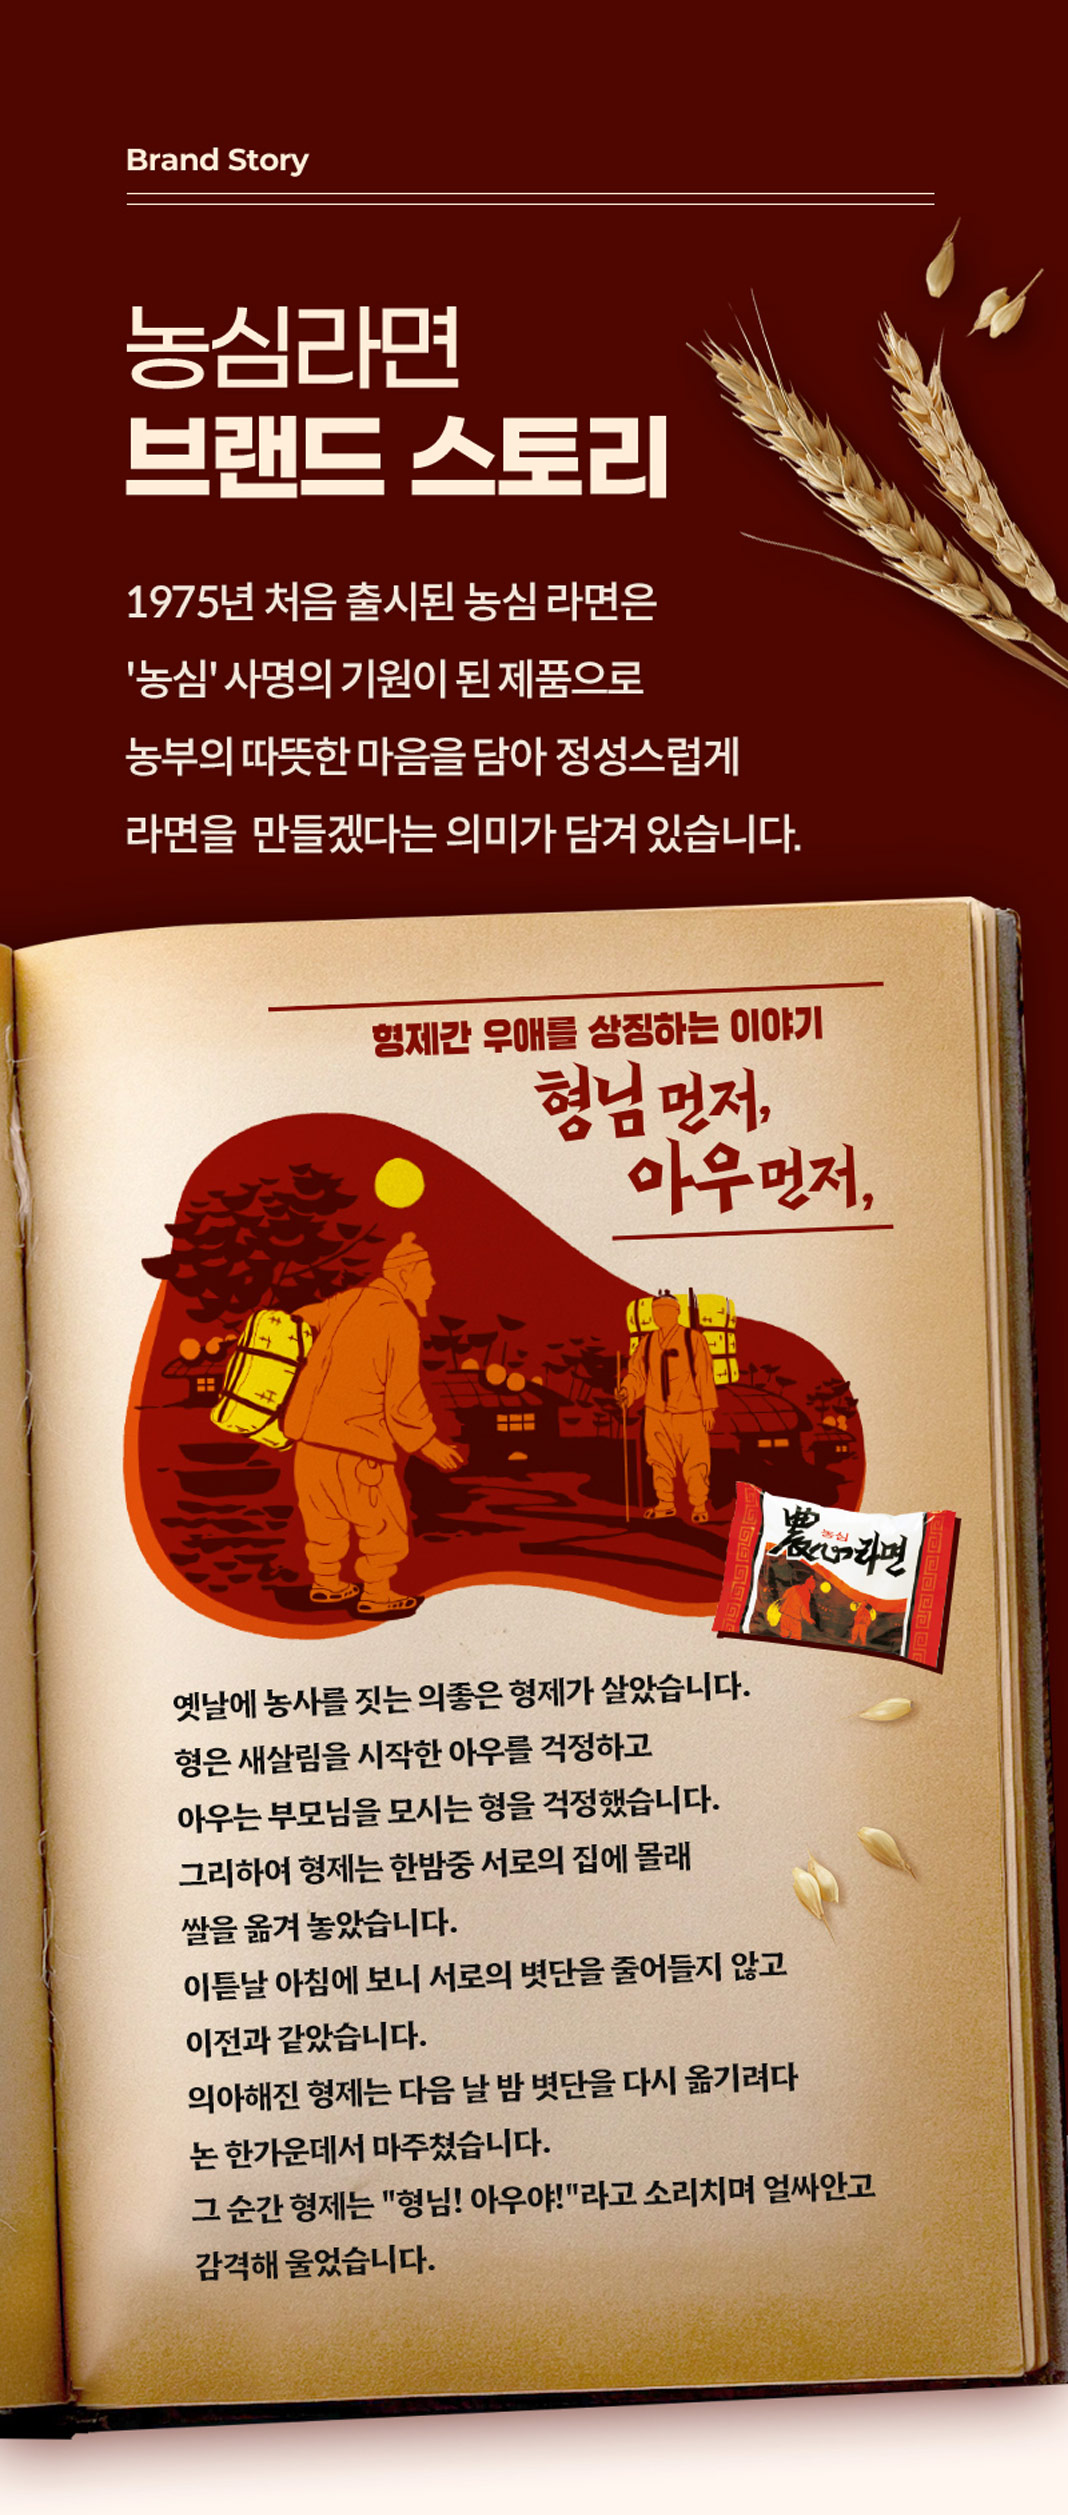 Brand Story
농심라면
브랜드 스토리
1975년 처음 출시된 농심 라면은
'농심' 사명의 기원이 된 제품으로
농부의 따뜻한 마음을 담아 정성스럽게
라면을 만들겠다는 의미가 담겨 있습니다.
형제간 우애를 상징하는 이야기
형님 먼저,
아우 먼저,
農心 라면
농심
옛날에 농사를 짓는 의좋은 형제가 살았습니다.
형은 새살림을 시작한 아우를 걱정하고
아우는 부모님을 모시는 형을 걱정했습니다.
그리하여 형제는 한밤중 서로의 집에 몰래
쌀을 옮겨 놓았습니다.
이튿날 아침에 보니 서로의 볏단을 줄어들지 않고
이전과 같았습니다.
의아해진 형제는 다음 날 밤 볏단을 다시 옮기려다
논 한가운데서 마주쳤습니다.
그 순간 형제는 "형님! 아우야!"라고 소리치며 얼싸안고
감격해 울었습니다.